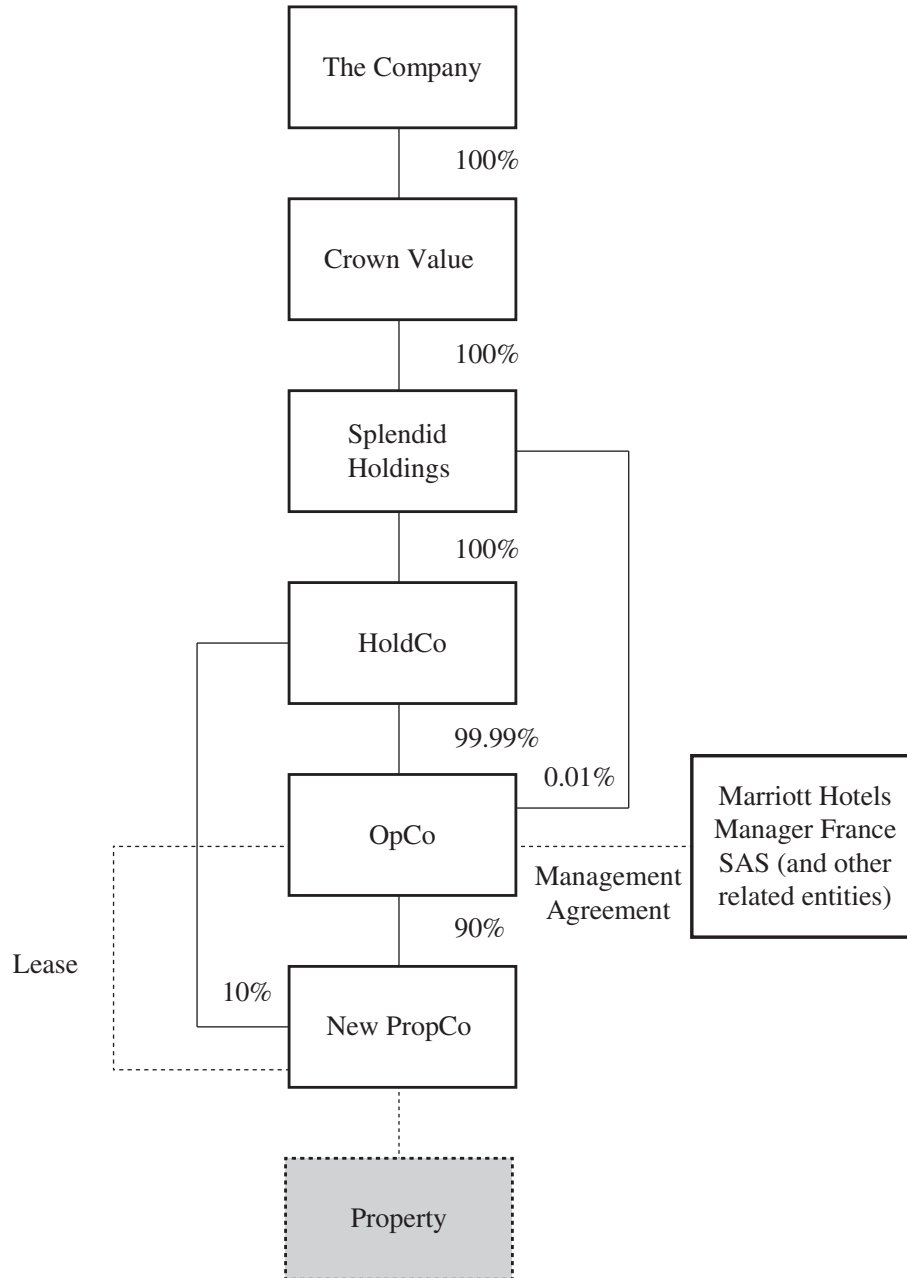 The Company
100%
Crown Value
100%
Splendid
Holdings
100%
HoldCo
99.99%
0.01%
OpCo
Marriott Hotels
Manager France
SAS (and other
related entities)
Management
Agreement
90%
Lease
10%
New PropCo
Property